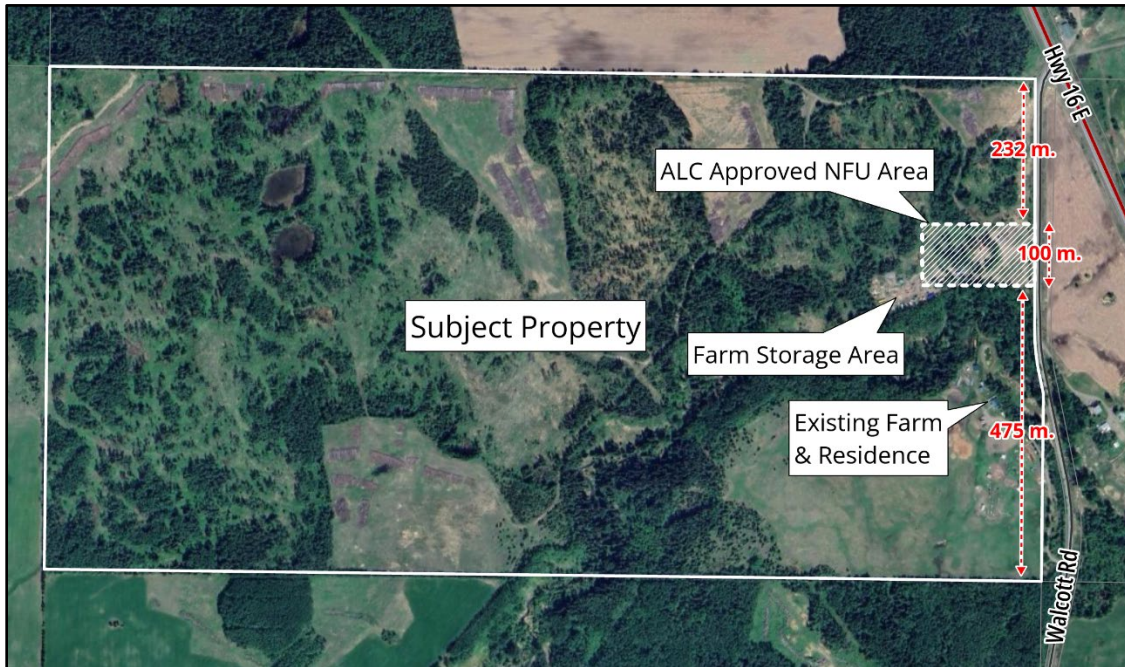 Hwy 16 E
232 m.
ALC Approved NFU Area
100 m.
Subject Property
Farm Storage Area
Existing Farm
& Residence
475 m.
Walcott Rd